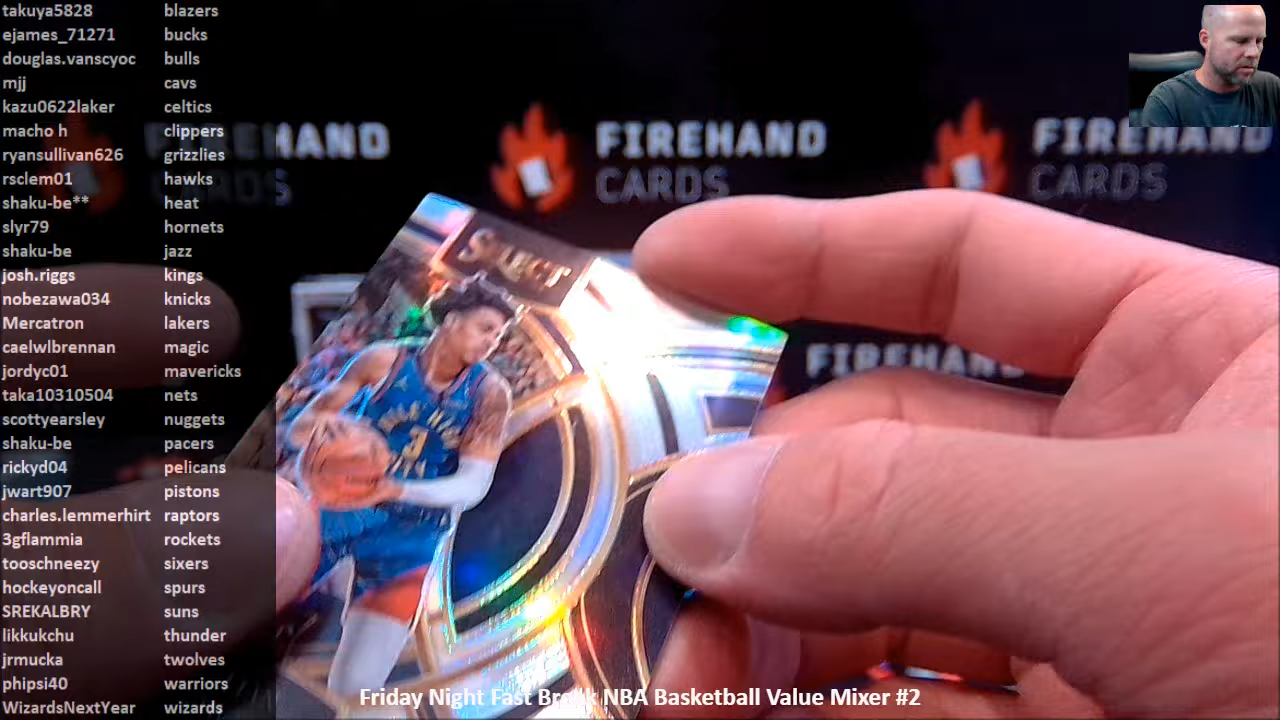 takuya5828 blazers
ejames_71271 bucks
douglas.vanscyoc bulls
mjj cavs
kazu0622laker celtics
macho h clippers
ryansullivan626 grizzlies
rsclem01 hawks
shaku-be** heat
slyr79 hornets
shaku-be jazz
josh.riggs kings
nobezawa034 knicks
Mercatron lakers
caelwlbrennan magic
jordyc01 mavericks
taka10310504 nets
scottyearsley nuggets
shaku-be pacers
rickyd04 pelicans
jwart907 pistons
charles.lemmerhirt raptors
3gflammia rockets
tooschneezy sixers
hockeyoncall spurs
SREKALBRY suns
likkukchu thunder
jrmucka twolves
phipsi40 warriors
WizardsNextYear wizards
FIREHAND
CARDS
FIREHAND
CARDS
FIREHAND
CARDS
FIREHAND
SELECT
3
Friday Night Fast Break NBA Basketball Value Mixer #2